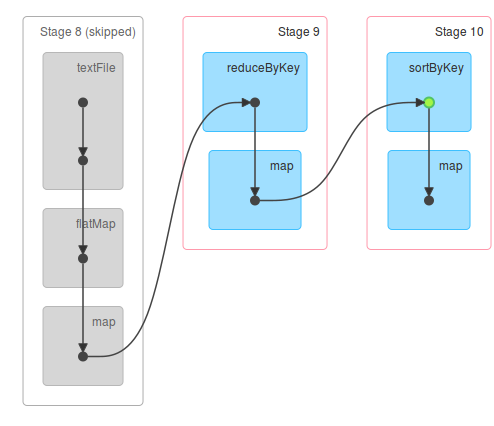 Stage 8 (skipped)
textFile
flatMap
map
Stage 9
reduceByKey
map
Stage 10
sortByKey
map